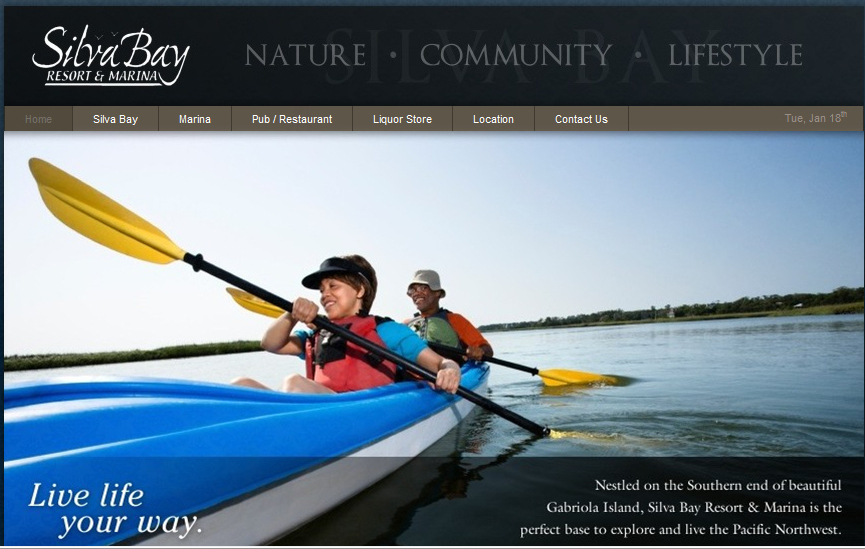 Silva Bay
RESORT & MARINA
SILVA BAY
NATURE • COMMUNITY • LIFESTYLE
Home Silva Bay Marina Pub / Restaurant Liquor Store Location Contact Us Tue, Jan 18th
Live life
your way.
Nestled on the Southern end of beautiful
Gabriola Island, Silva Bay Resort & Marina is the
perfect base to explore and live the Pacific Northwest.